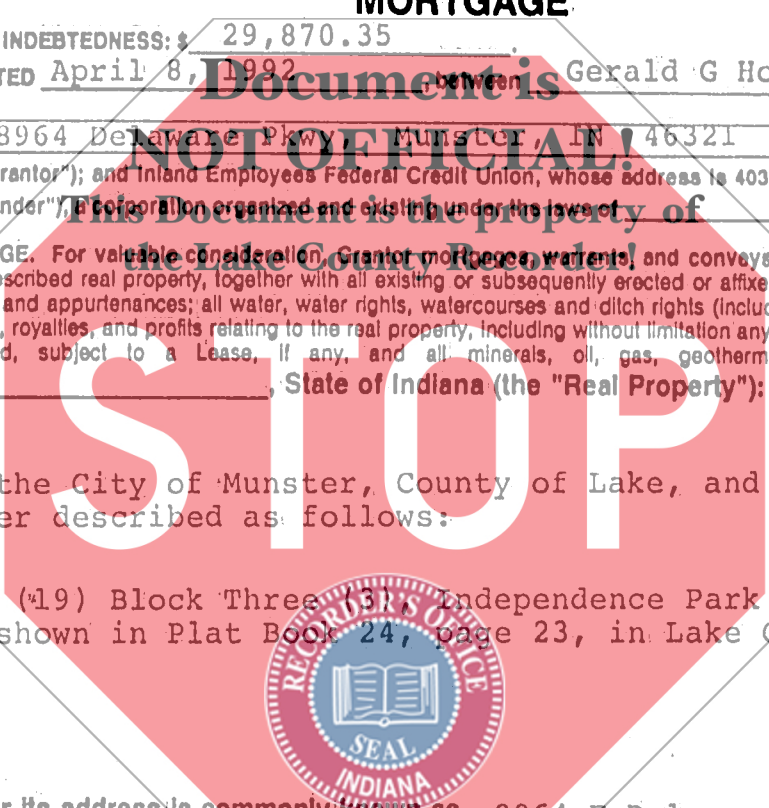 MORTGAGE
INDEBTEDNESS: $ 29,870.35
TED April 8, 1992, between Gerald G Ho
Document is
8964 Delaware Pkwy, Munster, IN 46321
NOT OFFICIAL!
rantor"); and Inland Employees Federal Credit Union, whose address is 403
nder"), a corporation organized and existing under the laws of
This Document is the property of
GE. For valuable consideration, Grantor mortgages, warrants, and conveys
the Lake County Recorder!
scribed real property, together with all existing or subsequently erected or affixe
and appurtenances; all water, water rights, watercourses and ditch rights (includ
, royalties, and profits relating to the real property, including without limitation any
d, subject to a Lease, if any, and all minerals, oil, gas, geotherm
, State of Indiana (the "Real Property"):
STOP
the City of Munster, County of Lake, and
er described as follows:
(19) Block Three (3), Independence Park
shown in Plat Book 24, page 23, in Lake
RECORDER'S OFFICE
SEAL
INDIANA
r its address is commonly known as